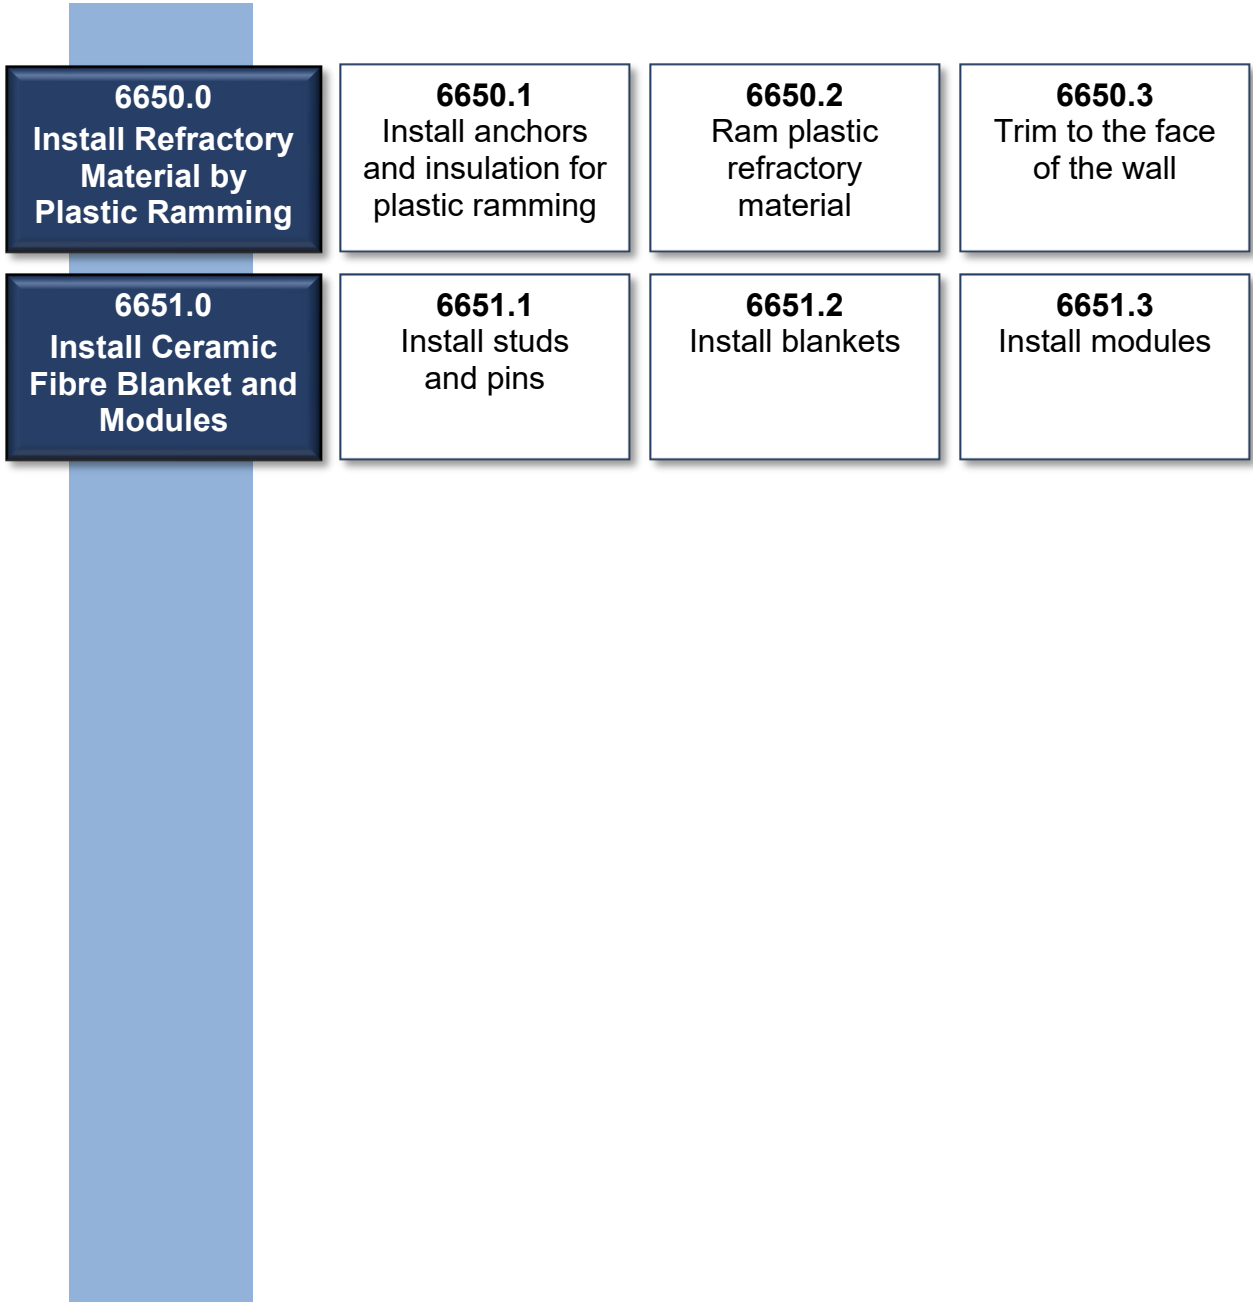 6650.0
Install Refractory
Material by
Plastic Ramming
6650.1
Install anchors
and insulation for
plastic ramming
6650.2
Ram plastic
refractory
material
6650.3
Trim to the face
of the wall
6651.0
Install Ceramic
Fibre Blanket and
Modules
6651.1
Install studs
and pins
6651.2
Install blankets
6651.3
Install modules